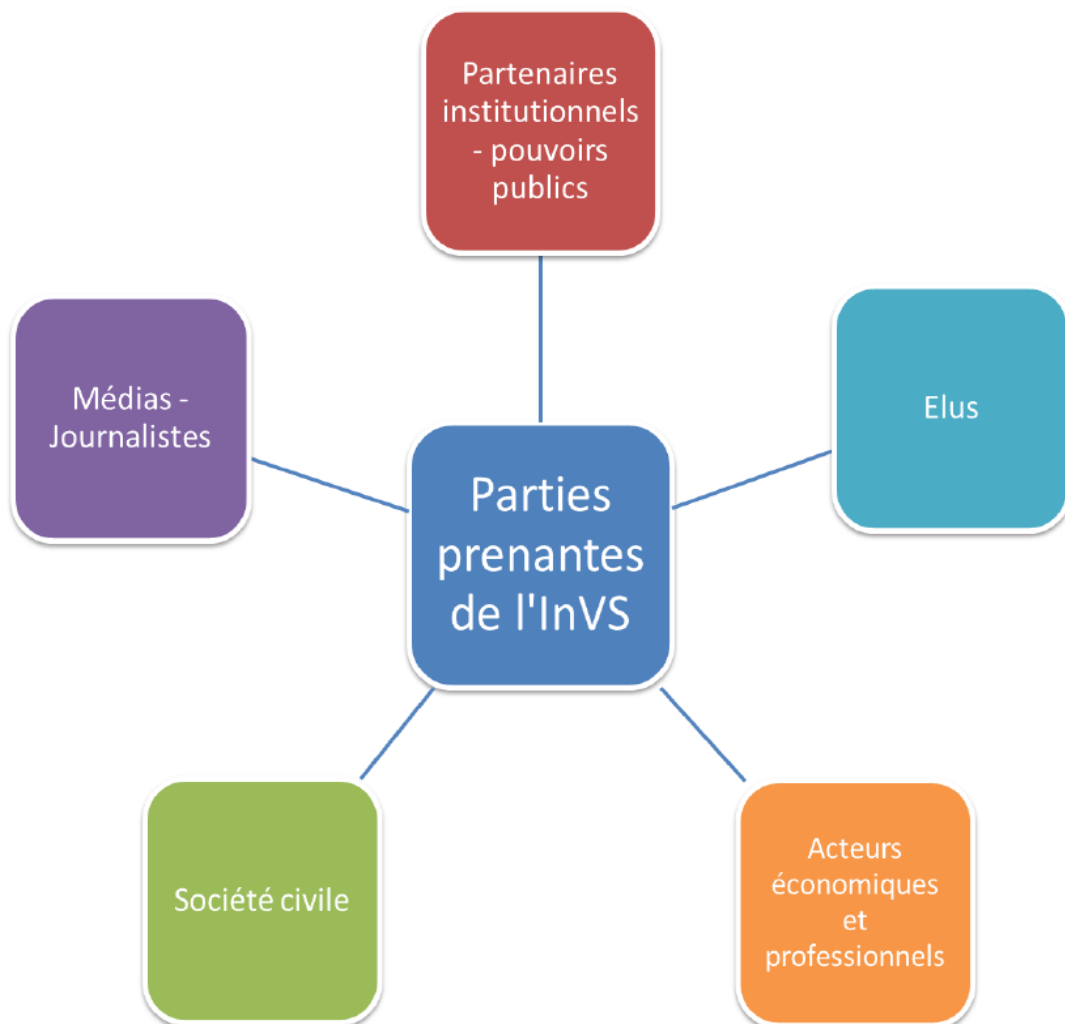 Partenaires
institutionnels
- pouvoirs
publics
Médias -
Journalistes
Elus
Parties
prenantes
de l'InVS
Société civile
Acteurs
économiques
et
professionnels